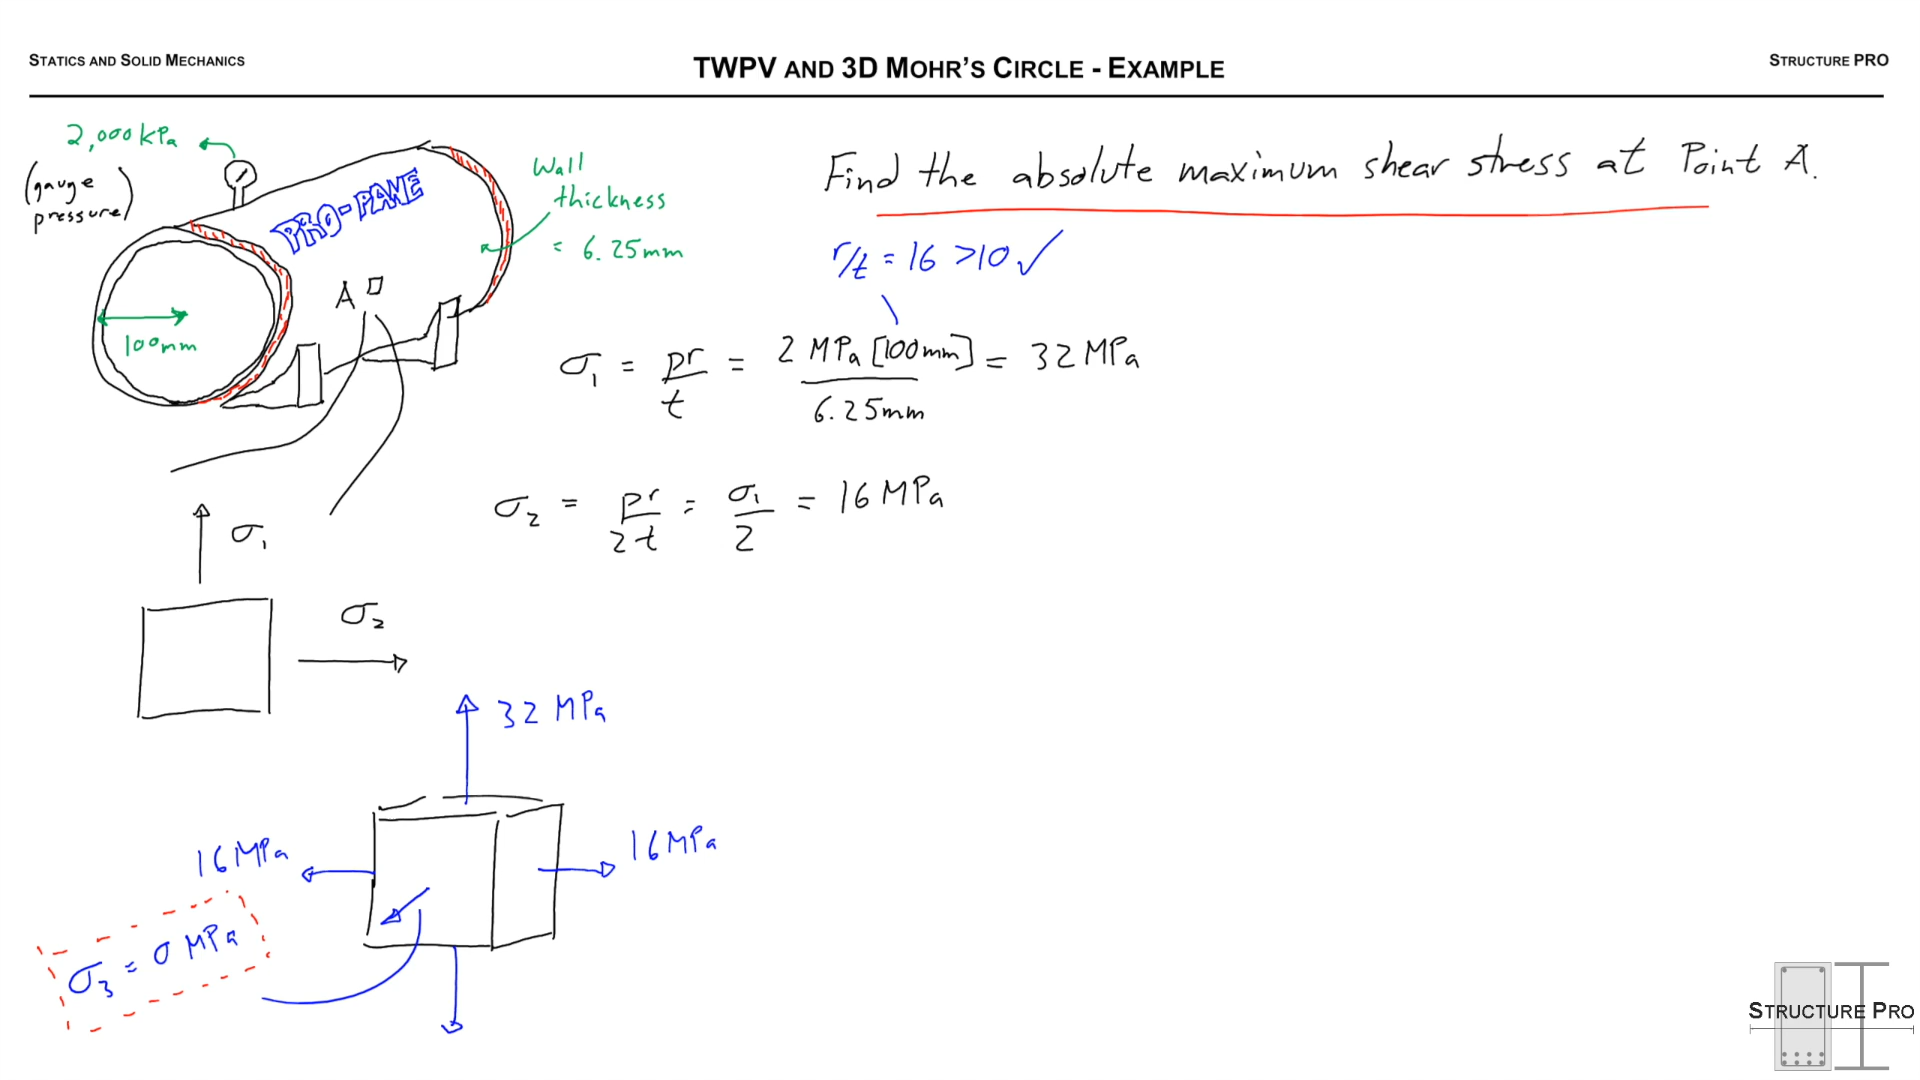 STATICS AND SOLID MECHANICS
TWPV AND 3D MOHR'S CIRCLE - EXAMPLE
STRUCTURE PRO
2,000 kPa
(gauge
pressure)
PRO-PANE
Wall
thickness
= 6.25mm
100mm
A
Find the absolute maximum shear stress at Point A.
r/t = 16 >10 ✓
σ₁ = pr/t = 2 MPa [100mm]/6.25mm = 32 MPa
σ₂ = pr/2t = σ₁/2 = 16 MPa
σ₁
σ₂
32 MPa
16 MPa
16 MPa
σ₃ = 0 MPa
STRUCTURE PRO